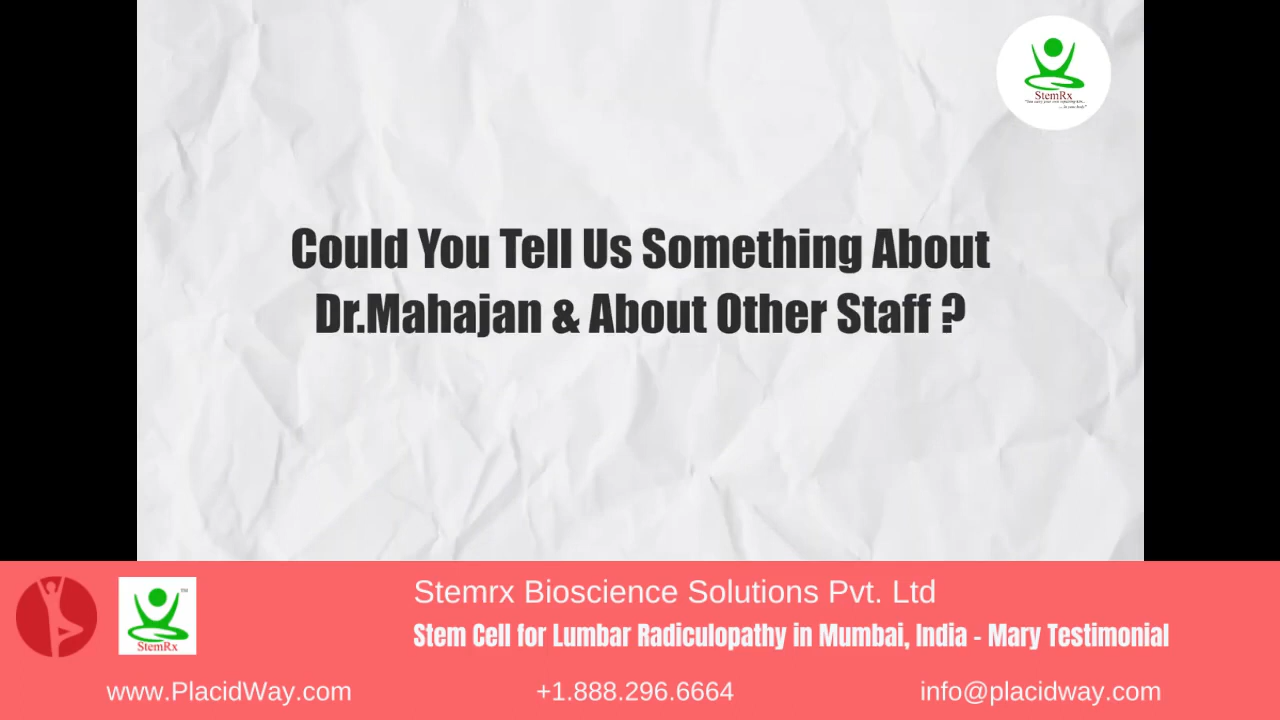 StemRx
Could You Tell Us Something About
Dr.Mahajan & About Other Staff ?
Stemrx Bioscience Solutions Pvt. Ltd
Stem Cell for Lumbar Radiculopathy in Mumbai, India - Mary Testimonial
StemRx
www.PlacidWay.com
+1.888.296.6664
info@placidway.com